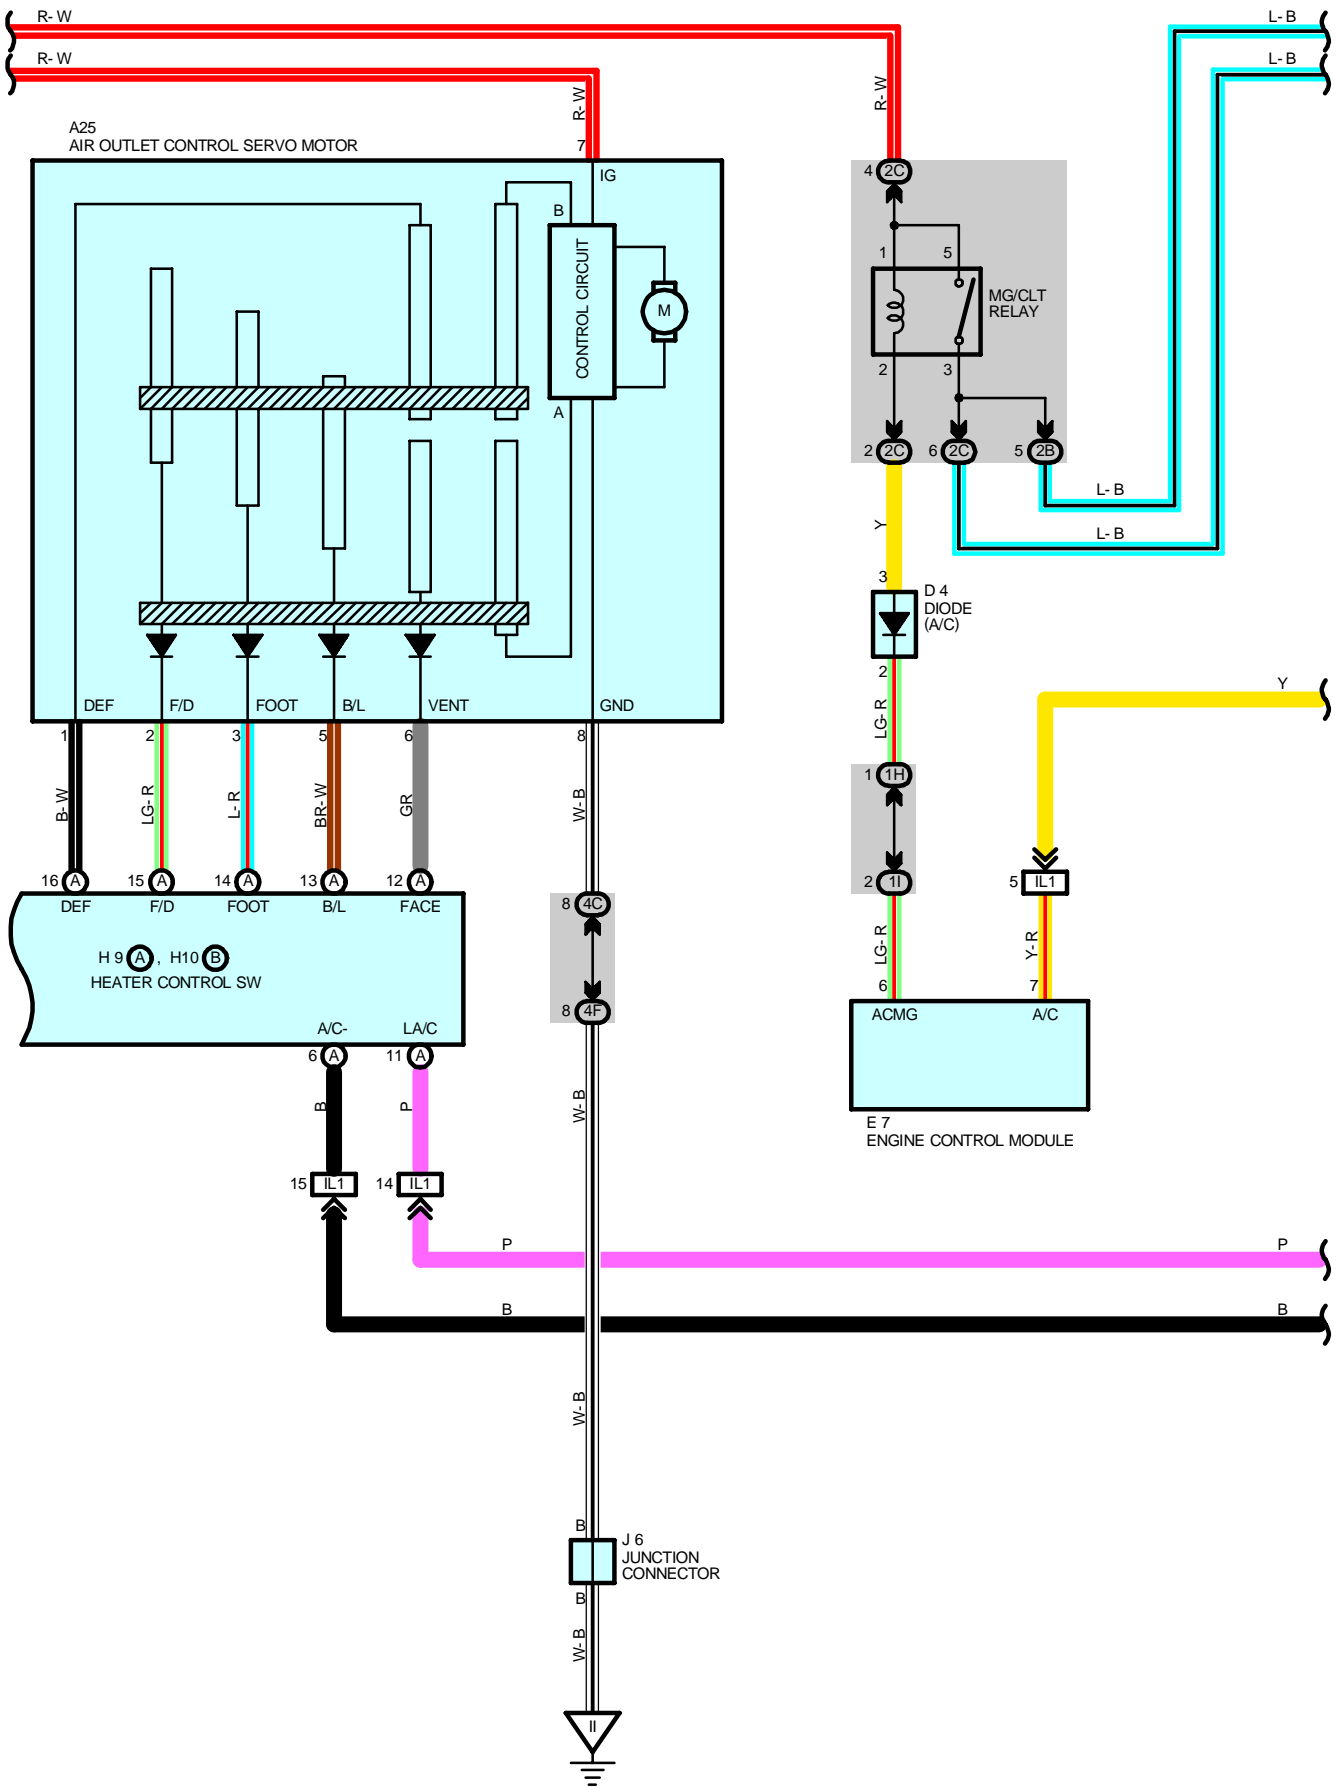 R-W
L-B
R-W
L-B
R-W
R-W
A25
AIR OUTLET CONTROL SERVO MOTOR
7
IG
4 2C
B
CONTROL CIRCUIT
M
1 5
MG/CLT
RELAY
2 3
A
2 2C 6 2C 5 2B
L-B
L-B
Y
3
D 4
DIODE
(A/C)
2
Y
DEF F/D FOOT B/L VENT GND
1 2 3 5 6 8
LG-R
B-W LG-R L-R BR-W GR W-B
1 1H
16 A 15 A 14 A 13 A 12 A
2 1I
5 IL1
DEF F/D FOOT B/L FACE
8 4C
H 9 A , H10 B
HEATER CONTROL SW
LG-R Y-R
6 7
8 4F
ACMG A/C
A/C- LA/C
6 A 11 A
B P W-B
E 7
ENGINE CONTROL MODULE
15 IL1 14 IL1
P P
B B
W-B
B
J 6
JUNCTION
CONNECTOR
B
W-B
II